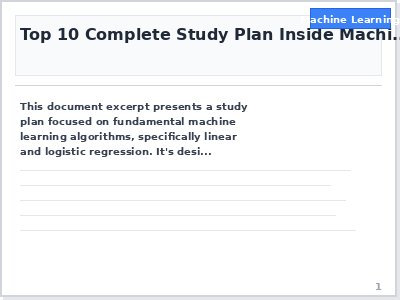 Machine Learning
Top 10 Complete Study Plan Inside Machi...
This document excerpt presents a study
plan focused on fundamental machine
learning algorithms, specifically linear
and logistic regression. It's desi...
1